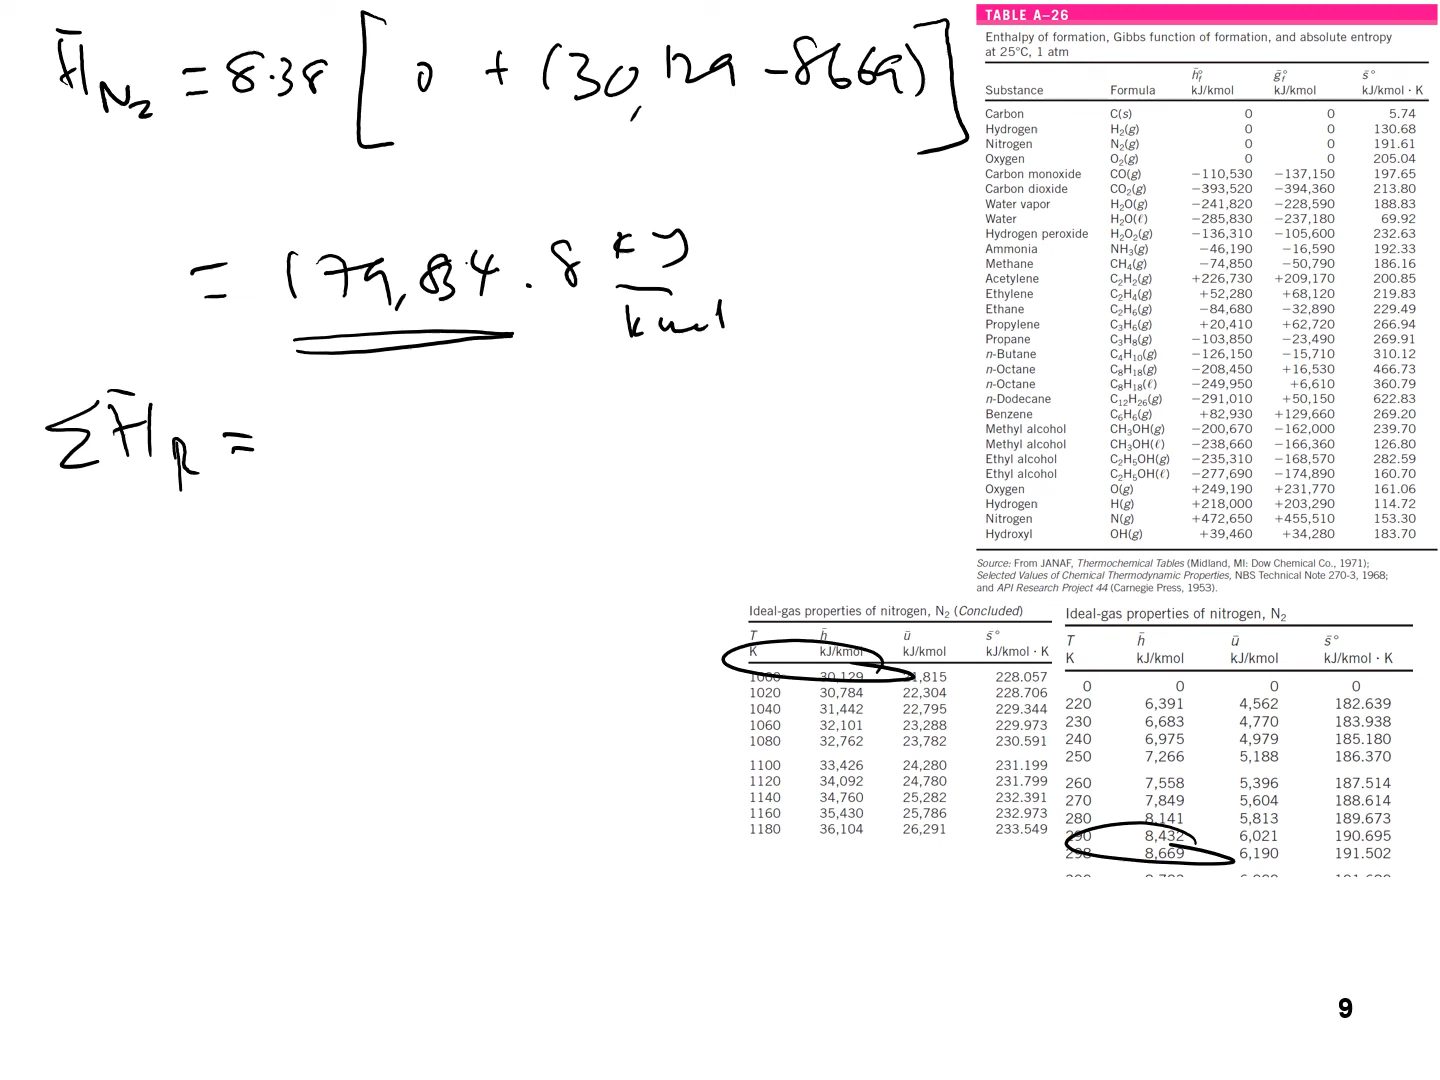 H̄N₂ = 8.38 [ 0 + (30,129 - 8669) ]
= 179,834.8 kJ/kmol
ΣH̄R =
TABLE A–26
Enthalpy of formation, Gibbs function of formation, and absolute entropy
at 25°C, 1 atm
h̄f° ḡf° s̄°
Substance Formula kJ/kmol kJ/kmol kJ/kmol · K
Carbon C(s) 0 0 5.74
Hydrogen H₂(g) 0 0 130.68
Nitrogen N₂(g) 0 0 191.61
Oxygen O₂(g) 0 0 205.04
Carbon monoxide CO(g) −110,530 −137,150 197.65
Carbon dioxide CO₂(g) −393,520 −394,360 213.80
Water vapor H₂O(g) −241,820 −228,590 188.83
Water H₂O(ℓ) −285,830 −237,180 69.92
Hydrogen peroxide H₂O₂(g) −136,310 −105,600 232.63
Ammonia NH₃(g) −46,190 −16,590 192.33
Methane CH₄(g) −74,850 −50,790 186.16
Acetylene C₂H₂(g) +226,730 +209,170 200.85
Ethylene C₂H₄(g) +52,280 +68,120 219.83
Ethane C₂H₆(g) −84,680 −32,890 229.49
Propylene C₃H₆(g) +20,410 +62,720 266.94
Propane C₃H₈(g) −103,850 −23,490 269.91
n-Butane C₄H₁₀(g) −126,150 −15,710 310.12
n-Octane C₈H₁₈(g) −208,450 +16,530 466.73
n-Octane C₈H₁₈(ℓ) −249,950 +6,610 360.79
n-Dodecane C₁₂H₂₆(g) −291,010 +50,150 622.83
Benzene C₆H₆(g) +82,930 +129,660 269.20
Methyl alcohol CH₃OH(g) −200,670 −162,000 239.70
Methyl alcohol CH₃OH(ℓ) −238,660 −166,360 126.80
Ethyl alcohol C₂H₅OH(g) −235,310 −168,570 282.59
Ethyl alcohol C₂H₅OH(ℓ) −277,690 −174,890 160.70
Oxygen O(g) +249,190 +231,770 161.06
Hydrogen H(g) +218,000 +203,290 114.72
Nitrogen N(g) +472,650 +455,510 153.30
Hydroxyl OH(g) +39,460 +34,280 183.70
Source: From JANAF, Thermochemical Tables (Midland, MI: Dow Chemical Co., 1971);
Selected Values of Chemical Thermodynamic Properties, NBS Technical Note 270-3, 1968;
and API Research Project 44 (Carnegie Press, 1953).
Ideal-gas properties of nitrogen, N₂ (Concluded)
T h̄ ū s̄°
K kJ/kmol kJ/kmol kJ/kmol · K
1000 30,129 21,815 228.057
1020 30,784 22,304 228.706
1040 31,442 22,795 229.344
1060 32,101 23,288 229.973
1080 32,762 23,782 230.591
1100 33,426 24,280 231.199
1120 34,092 24,780 231.799
1140 34,760 25,282 232.391
1160 35,430 25,786 232.973
1180 36,104 26,291 233.549
Ideal-gas properties of nitrogen, N₂
T h̄ ū s̄°
K kJ/kmol kJ/kmol kJ/kmol · K
0 0 0 0
220 6,391 4,562 182.639
230 6,683 4,770 183.938
240 6,975 4,979 185.180
250 7,266 5,188 186.370
260 7,558 5,396 187.514
270 7,849 5,604 188.614
280 8,141 5,813 189.673
290 8,432 6,021 190.695
298 8,669 6,190 191.502
9